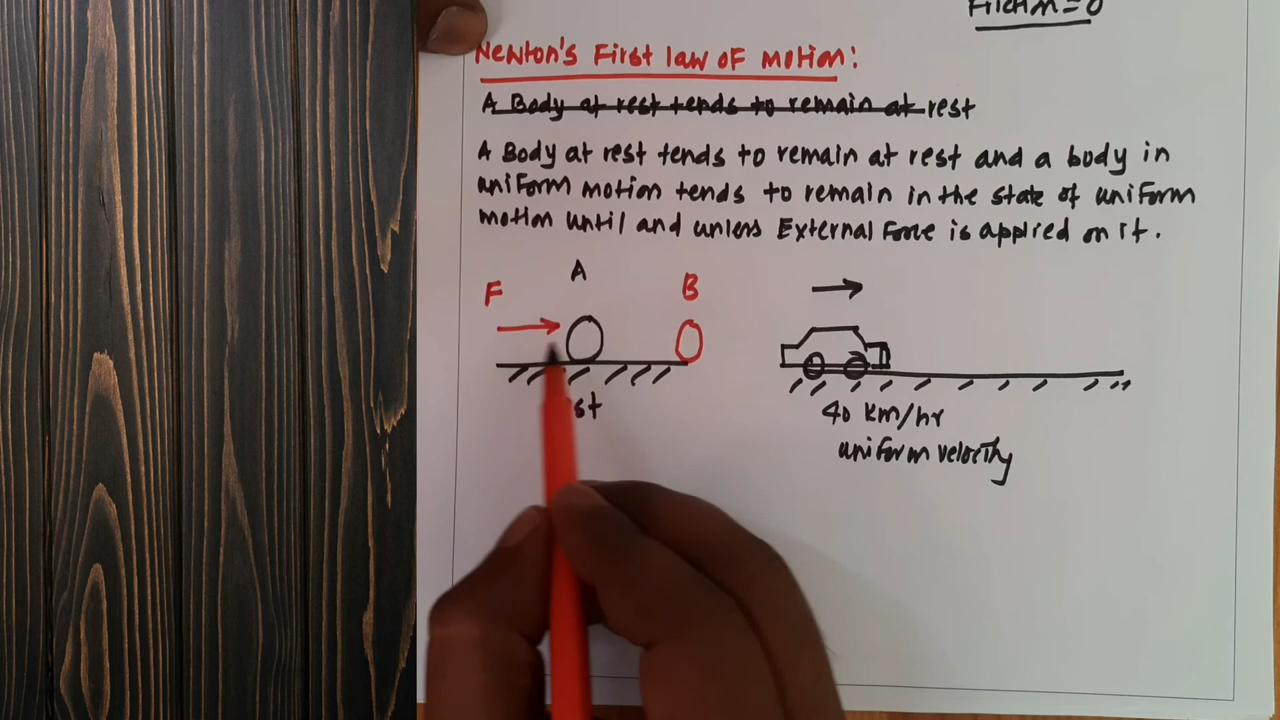 Newton's First law of motion:
A Body at rest tends to remain at rest
A Body at rest tends to remain at rest and a body in
uniform motion tends to remain in the state of uniform
motion until and unless External Force is applied on it.
A
F
B
st
40 km/hr
uniform velocity